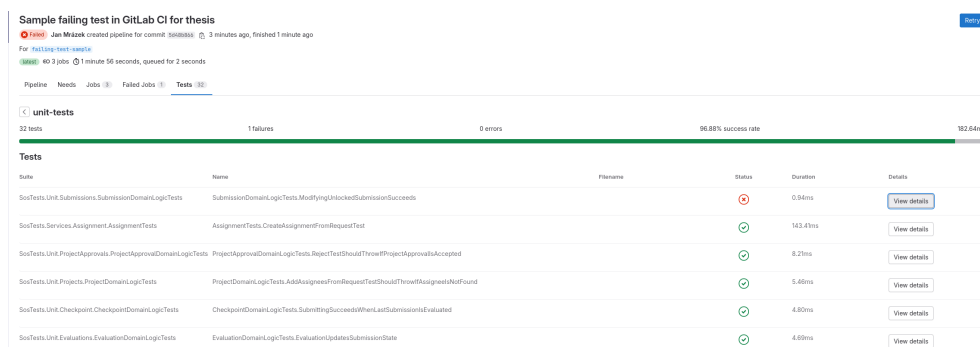 Sample failing test in GitLab CI for thesis
Retry
Failed Jan Mrázek created pipeline for commit 5d48b866 3 minutes ago, finished 1 minute ago
For failing-test-sample
latest 3 jobs 1 minute 56 seconds, queued for 2 seconds
Pipeline Needs Jobs 3 Failed Jobs 1 Tests 32
unit-tests
32 tests 1 failures 0 errors 96.88% success rate 182.64m
Tests
Suite Name Filename Status Duration Details
SosTests.Unit.Submissions.SubmissionDomainLogicTests SubmissionDomainLogicTests.ModifyingUnlockedSubmissionSucceeds 0.94ms View details
SosTests.Services.Assignment.AssignmentTests AssignmentTests.CreateAssignmentFromRequestTest 143.41ms View details
SosTests.Unit.ProjectApprovals.ProjectApprovalDomainLogicTests ProjectApprovalDomainLogicTests.RejectTestShouldThrowIfProjectApprovalIsAccepted 8.21ms View details
SosTests.Unit.Projects.ProjectDomainLogicTests ProjectDomainLogicTests.AddAssigneesFromRequestTestShouldThrowIfAssigneeIsNotFound 5.46ms View details
SosTests.Unit.Checkpoint.CheckpointDomainLogicTests CheckpointDomainLogicTests.SubmittingSucceedsWhenLastSubmissionIsEvaluated 4.80ms View details
SosTests.Unit.Evaluations.EvaluationDomainLogicTests EvaluationDomainLogicTests.EvaluationUpdatesSubmissionState 4.69ms View details